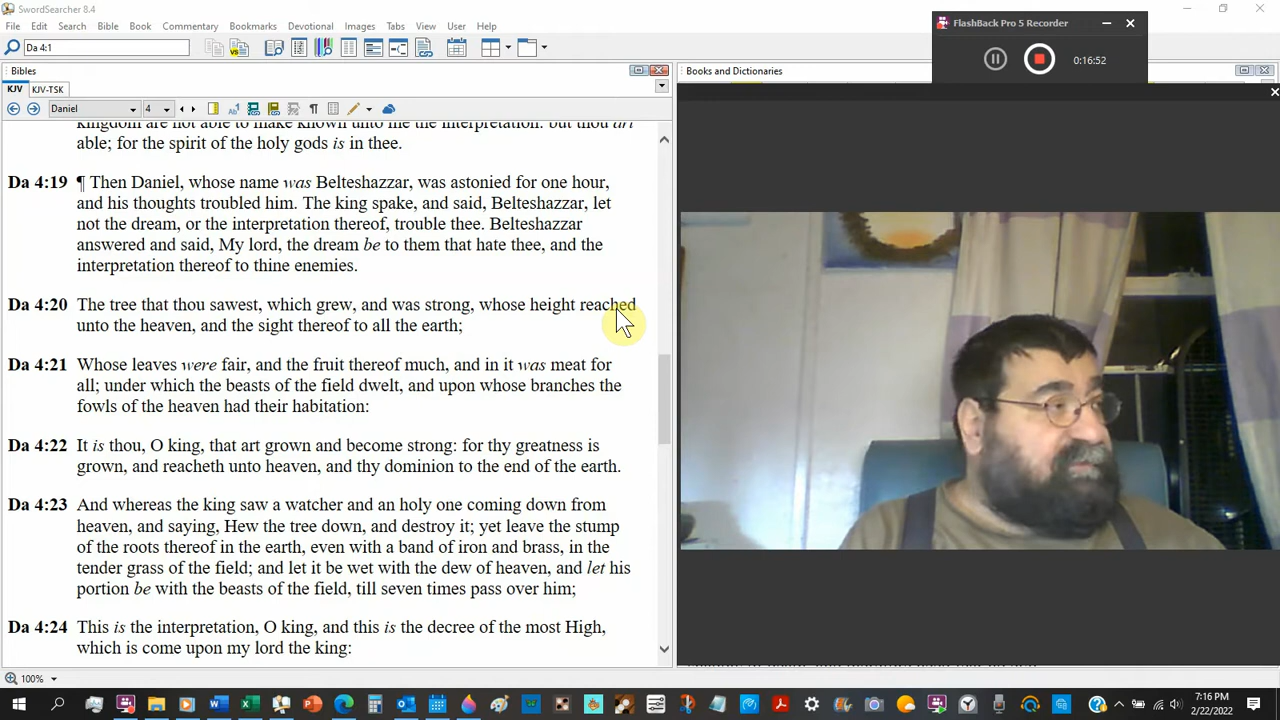 SwordSearcher 8.4
File Edit Search Bible Book Commentary Bookmarks Devotional Images Tabs View User Help
Da 4:1
FlashBack Pro 5 Recorder
0:16:52
Bibles
Books and Dictionaries
KJV KJV-TSK
Daniel 4
kingdom are not able to make known unto me the interpretation: but thou art
able; for the spirit of the holy gods is in thee.
Da 4:19 ¶ Then Daniel, whose name was Belteshazzar, was astonied for one hour,
and his thoughts troubled him. The king spake, and said, Belteshazzar, let
not the dream, or the interpretation thereof, trouble thee. Belteshazzar
answered and said, My lord, the dream be to them that hate thee, and the
interpretation thereof to thine enemies.
Da 4:20 The tree that thou sawest, which grew, and was strong, whose height reached
unto the heaven, and the sight thereof to all the earth;
Da 4:21 Whose leaves were fair, and the fruit thereof much, and in it was meat for
all; under which the beasts of the field dwelt, and upon whose branches the
fowls of the heaven had their habitation:
Da 4:22 It is thou, O king, that art grown and become strong: for thy greatness is
grown, and reacheth unto heaven, and thy dominion to the end of the earth.
Da 4:23 And whereas the king saw a watcher and an holy one coming down from
heaven, and saying, Hew the tree down, and destroy it; yet leave the stump
of the roots thereof in the earth, even with a band of iron and brass, in the
tender grass of the field; and let it be wet with the dew of heaven, and let his
portion be with the beasts of the field, till seven times pass over him;
Da 4:24 This is the interpretation, O king, and this is the decree of the most High,
which is come upon my lord the king:
100%
7:16 PM
2/22/2022